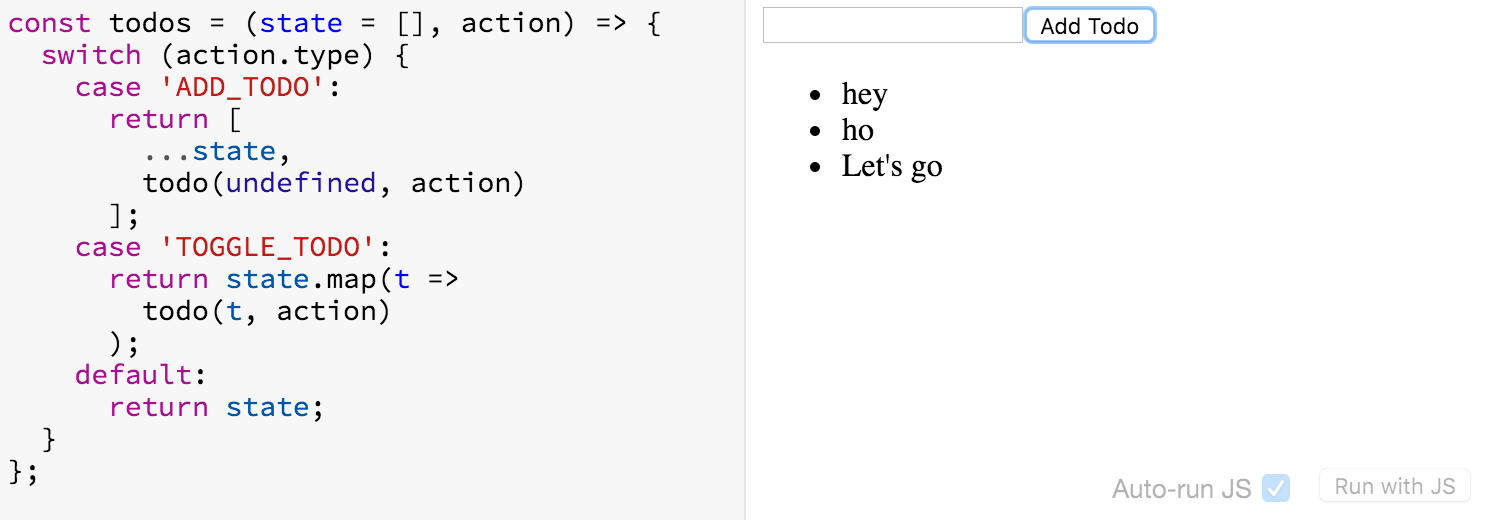 const todos = (state = [], action) => {
  switch (action.type) {
    case 'ADD_TODO':
      return [
        ...state,
        todo(undefined, action)
      ];
    case 'TOGGLE_TODO':
      return state.map(t =>
        todo(t, action)
      );
    default:
      return state;
  }
};
Add Todo
• hey
• ho
• Let's go
Auto-run JS
Run with JS